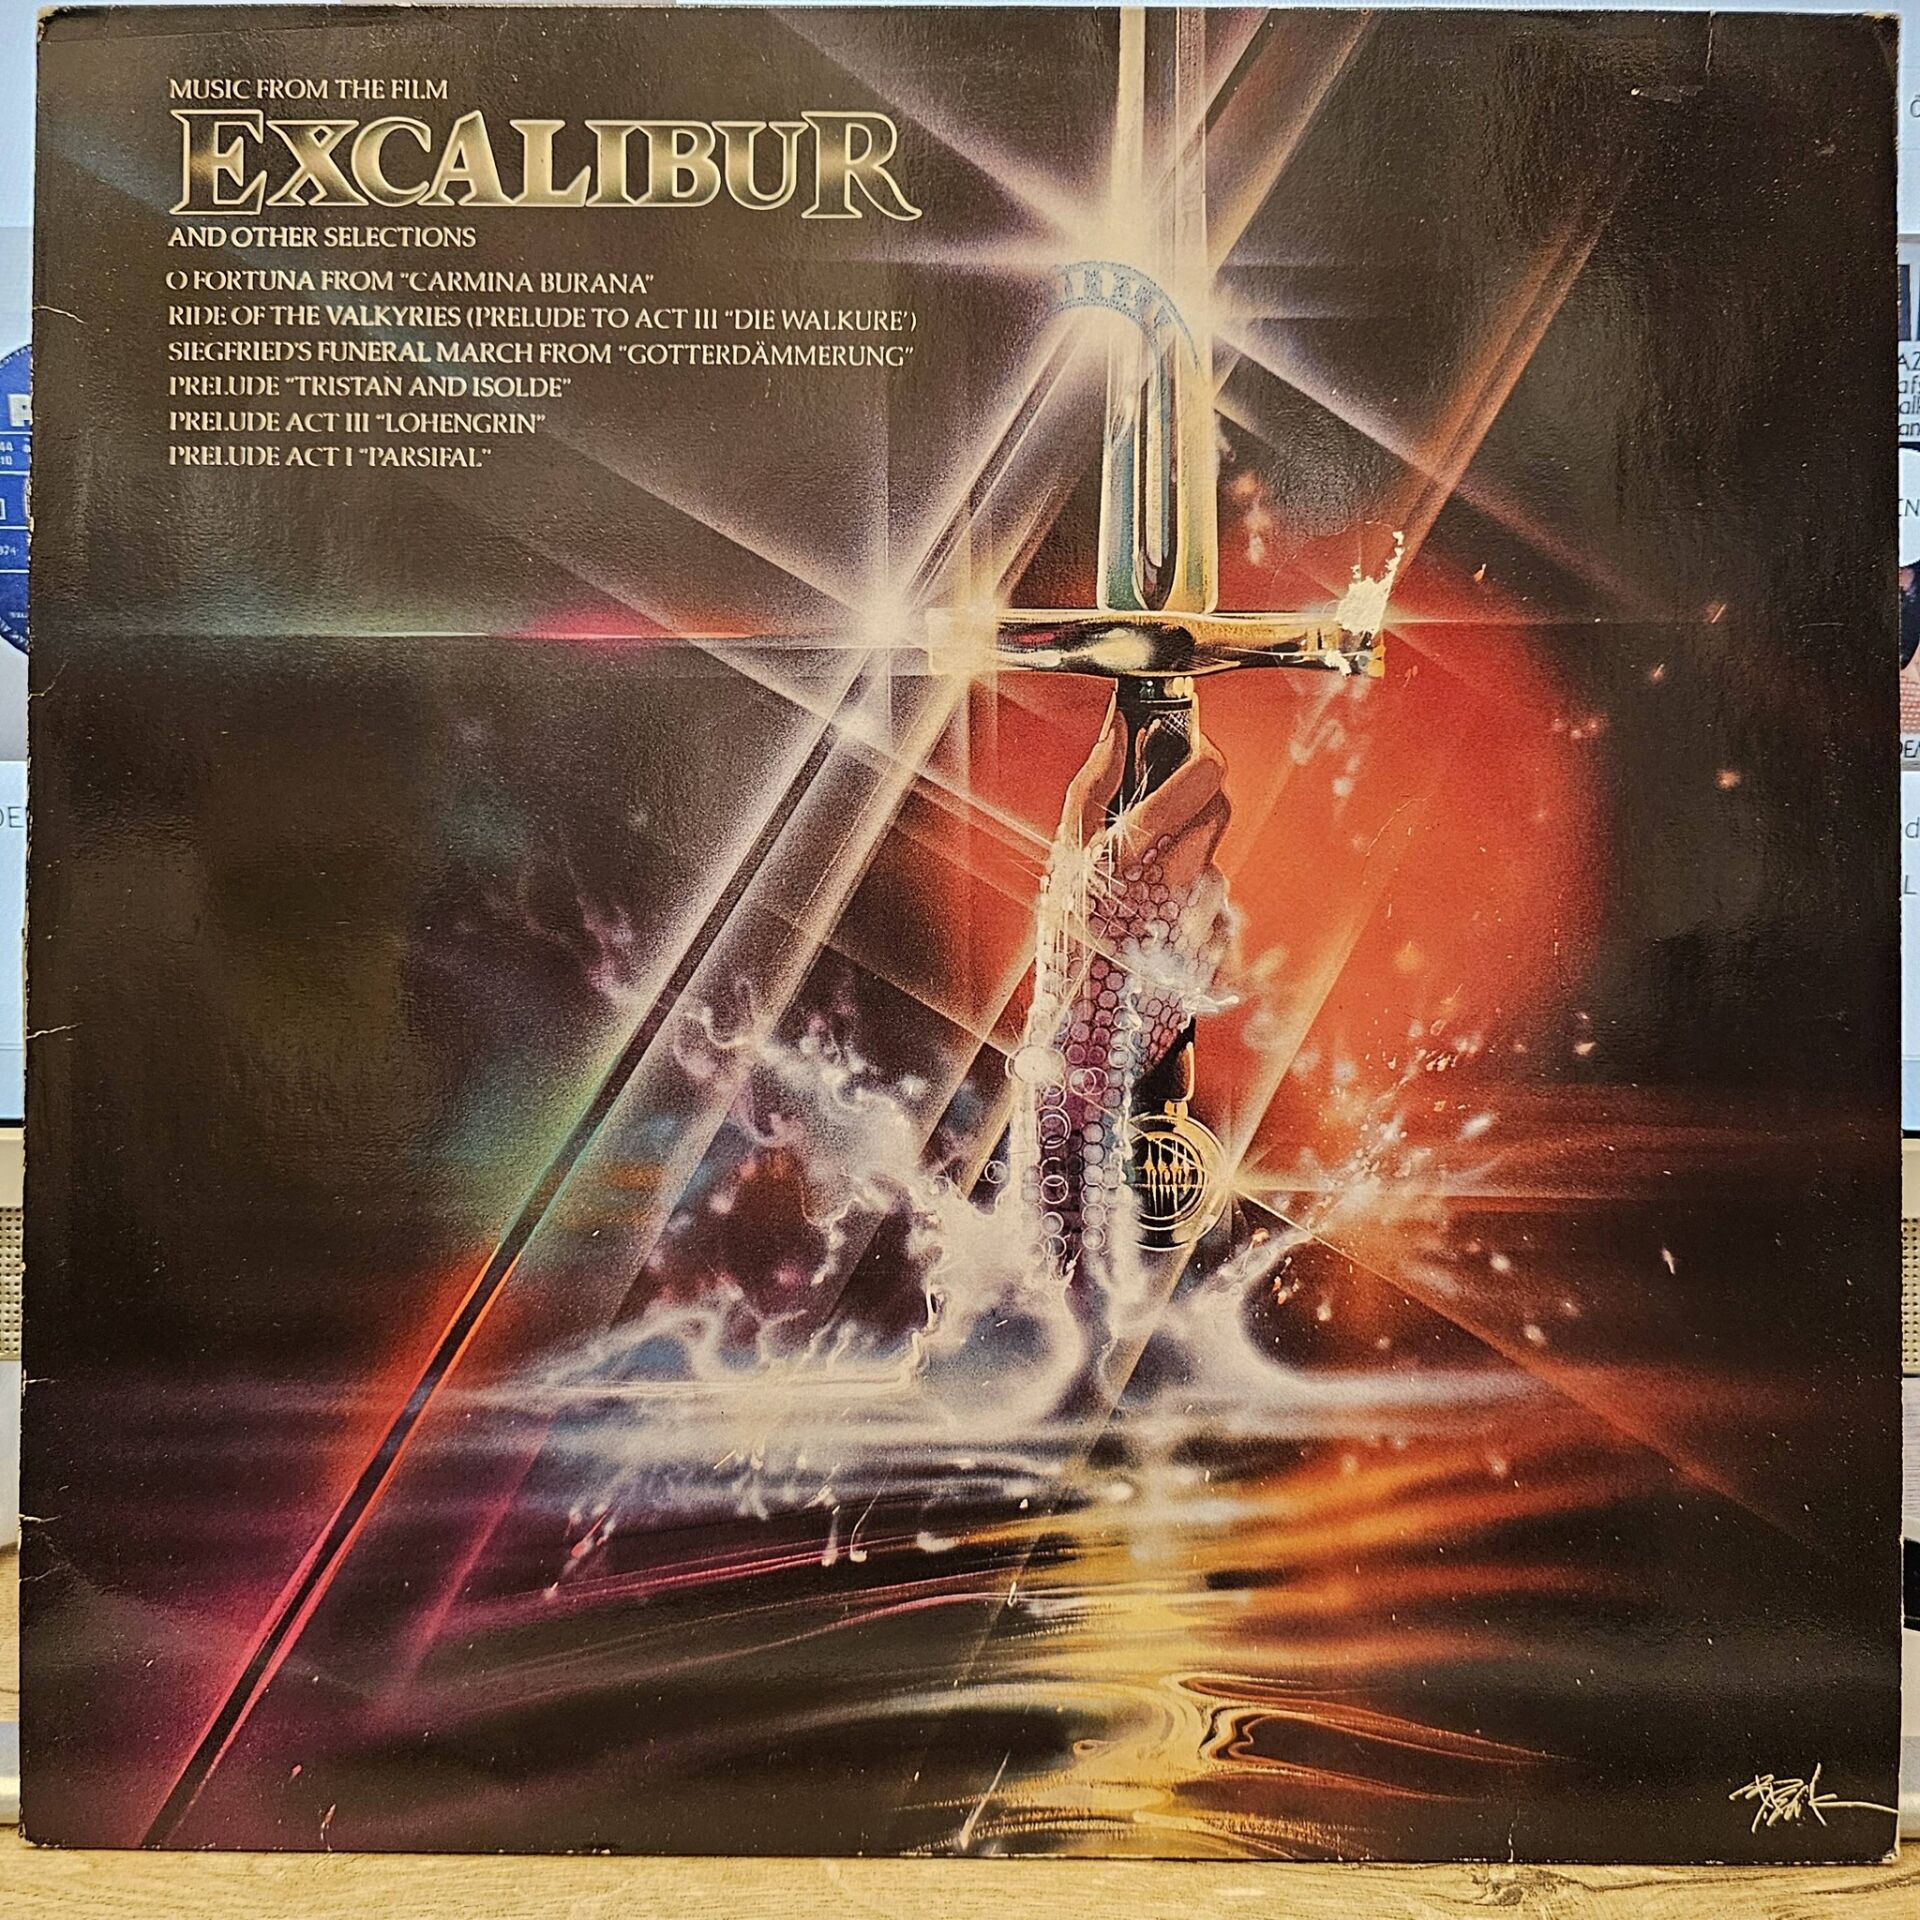 MUSIC FROM THE FILM
EXCALIBUR
AND OTHER SELECTIONS
O FORTUNA FROM "CARMINA BURANA"
RIDE OF THE VALKYRIES (PRELUDE TO ACT III "DIE WALKURE')
SIEGFRIED'S FUNERAL MARCH FROM "GOTTERDÄMMERUNG"
PRELUDE "TRISTAN AND ISOLDE"
PRELUDE ACT III "LOHENGRIN"
PRELUDE ACT I "PARSIFAL"